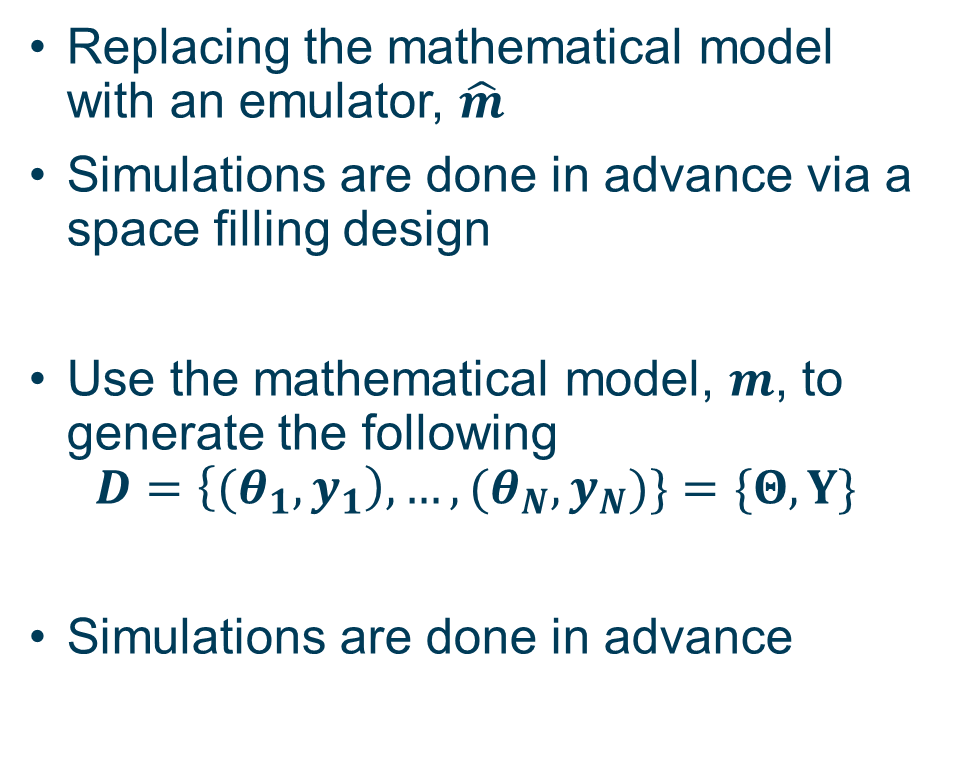 • Replacing the mathematical model
with an emulator, m̂
• Simulations are done in advance via a
space filling design
• Use the mathematical model, m, to
generate the following
D = {(θ₁, y₁), … , (θ_N, y_N)} = {Θ, Y}
• Simulations are done in advance